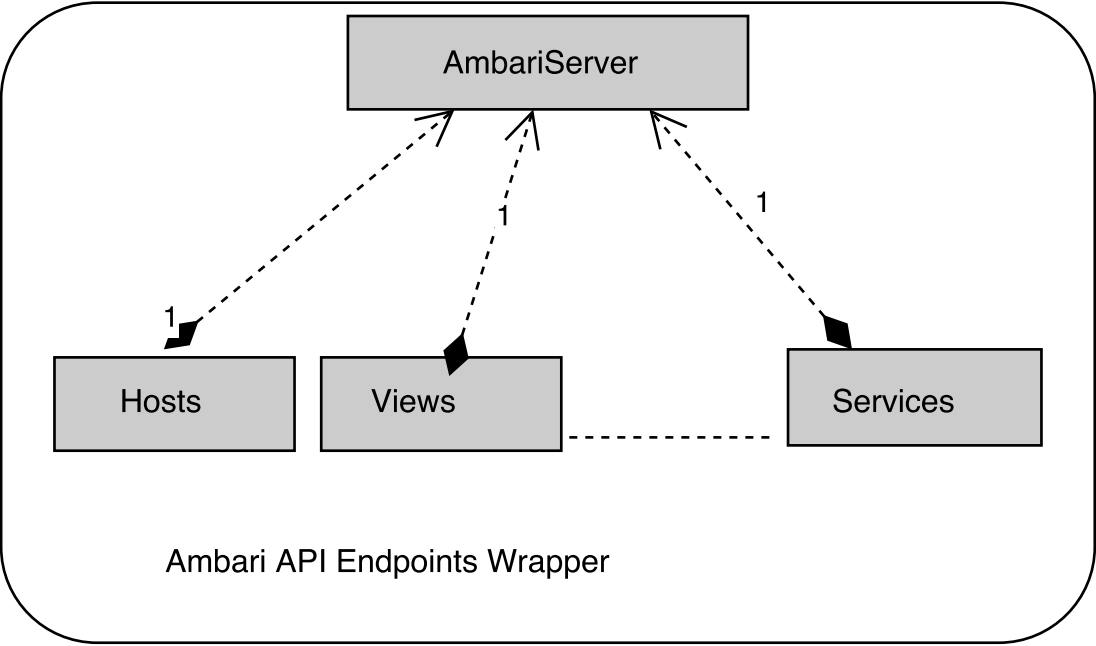 AmbariServer
1
1
1
Hosts
Views
Services
Ambari API Endpoints Wrapper